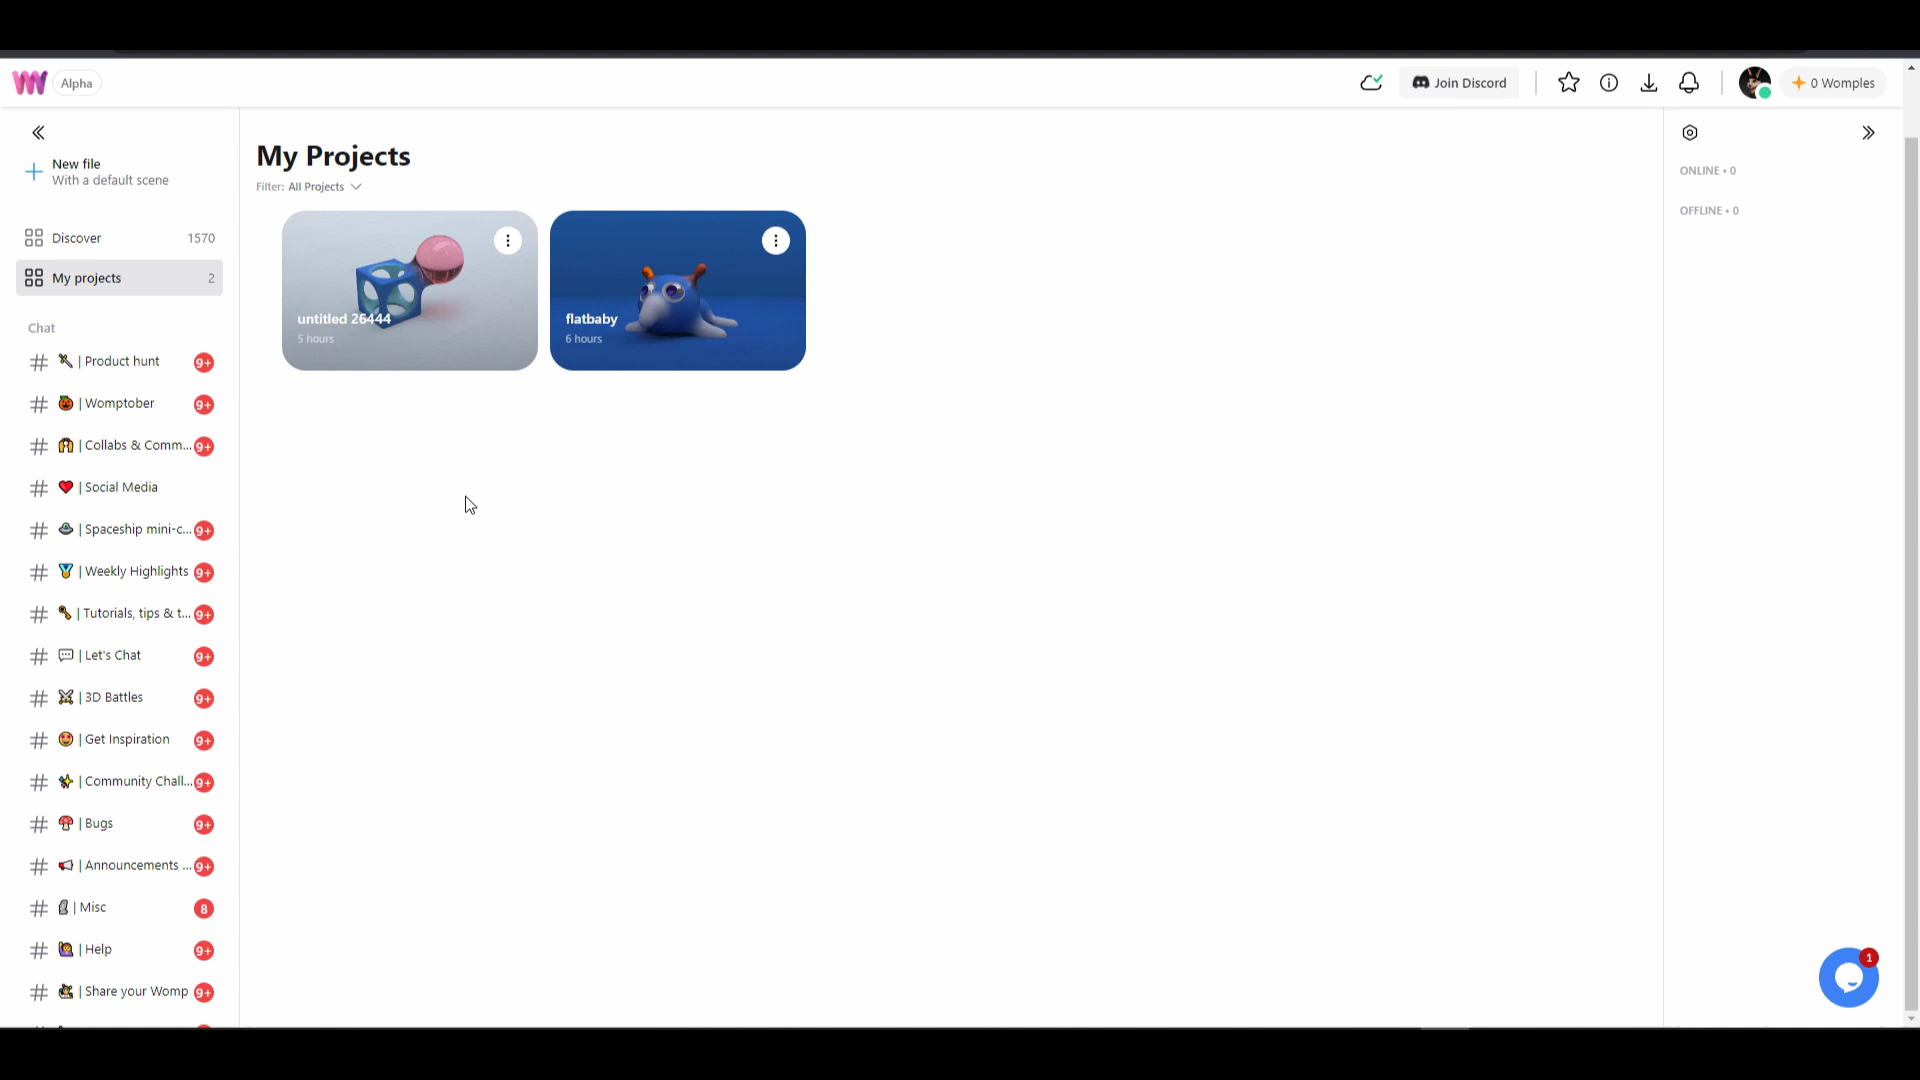 Alpha
Join Discord
0 Womples
New file
With a default scene
Discover 1570
My projects 2
Chat
# | Product hunt 9+
# | Womptober 9+
# | Collabs & Comm... 9+
# | Social Media
# | Spaceship mini-c... 9+
# | Weekly Highlights 9+
# | Tutorials, tips & t... 9+
# | Let's Chat 9+
# | 3D Battles 9+
# | Get Inspiration 9+
# | Community Chall... 9+
# | Bugs 9+
# | Announcements ... 9+
# | Misc 8
# | Help 9+
# | Share your Womp 9+
My Projects
Filter: All Projects
untitled 26444
5 hours
flatbaby
6 hours
ONLINE • 0
OFFLINE • 0
1